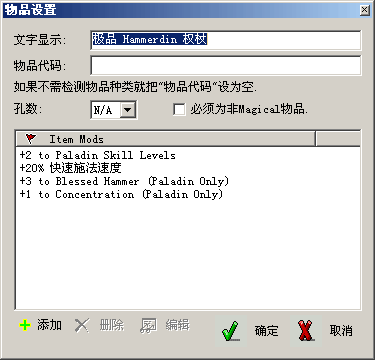 物品设置
文字显示: 极品 Hammerdin 权杖
物品代码:
如果不需检测物品种类就把"物品代码"设为空.
孔数: N/A 必须为非Magical物品.
Item Mods
+2 to Paladin Skill Levels
+20% 快速施法速度
+3 to Blessed Hammer (Paladin Only)
+1 to Concentration (Paladin Only)
添加 删除 编辑 确定 取消